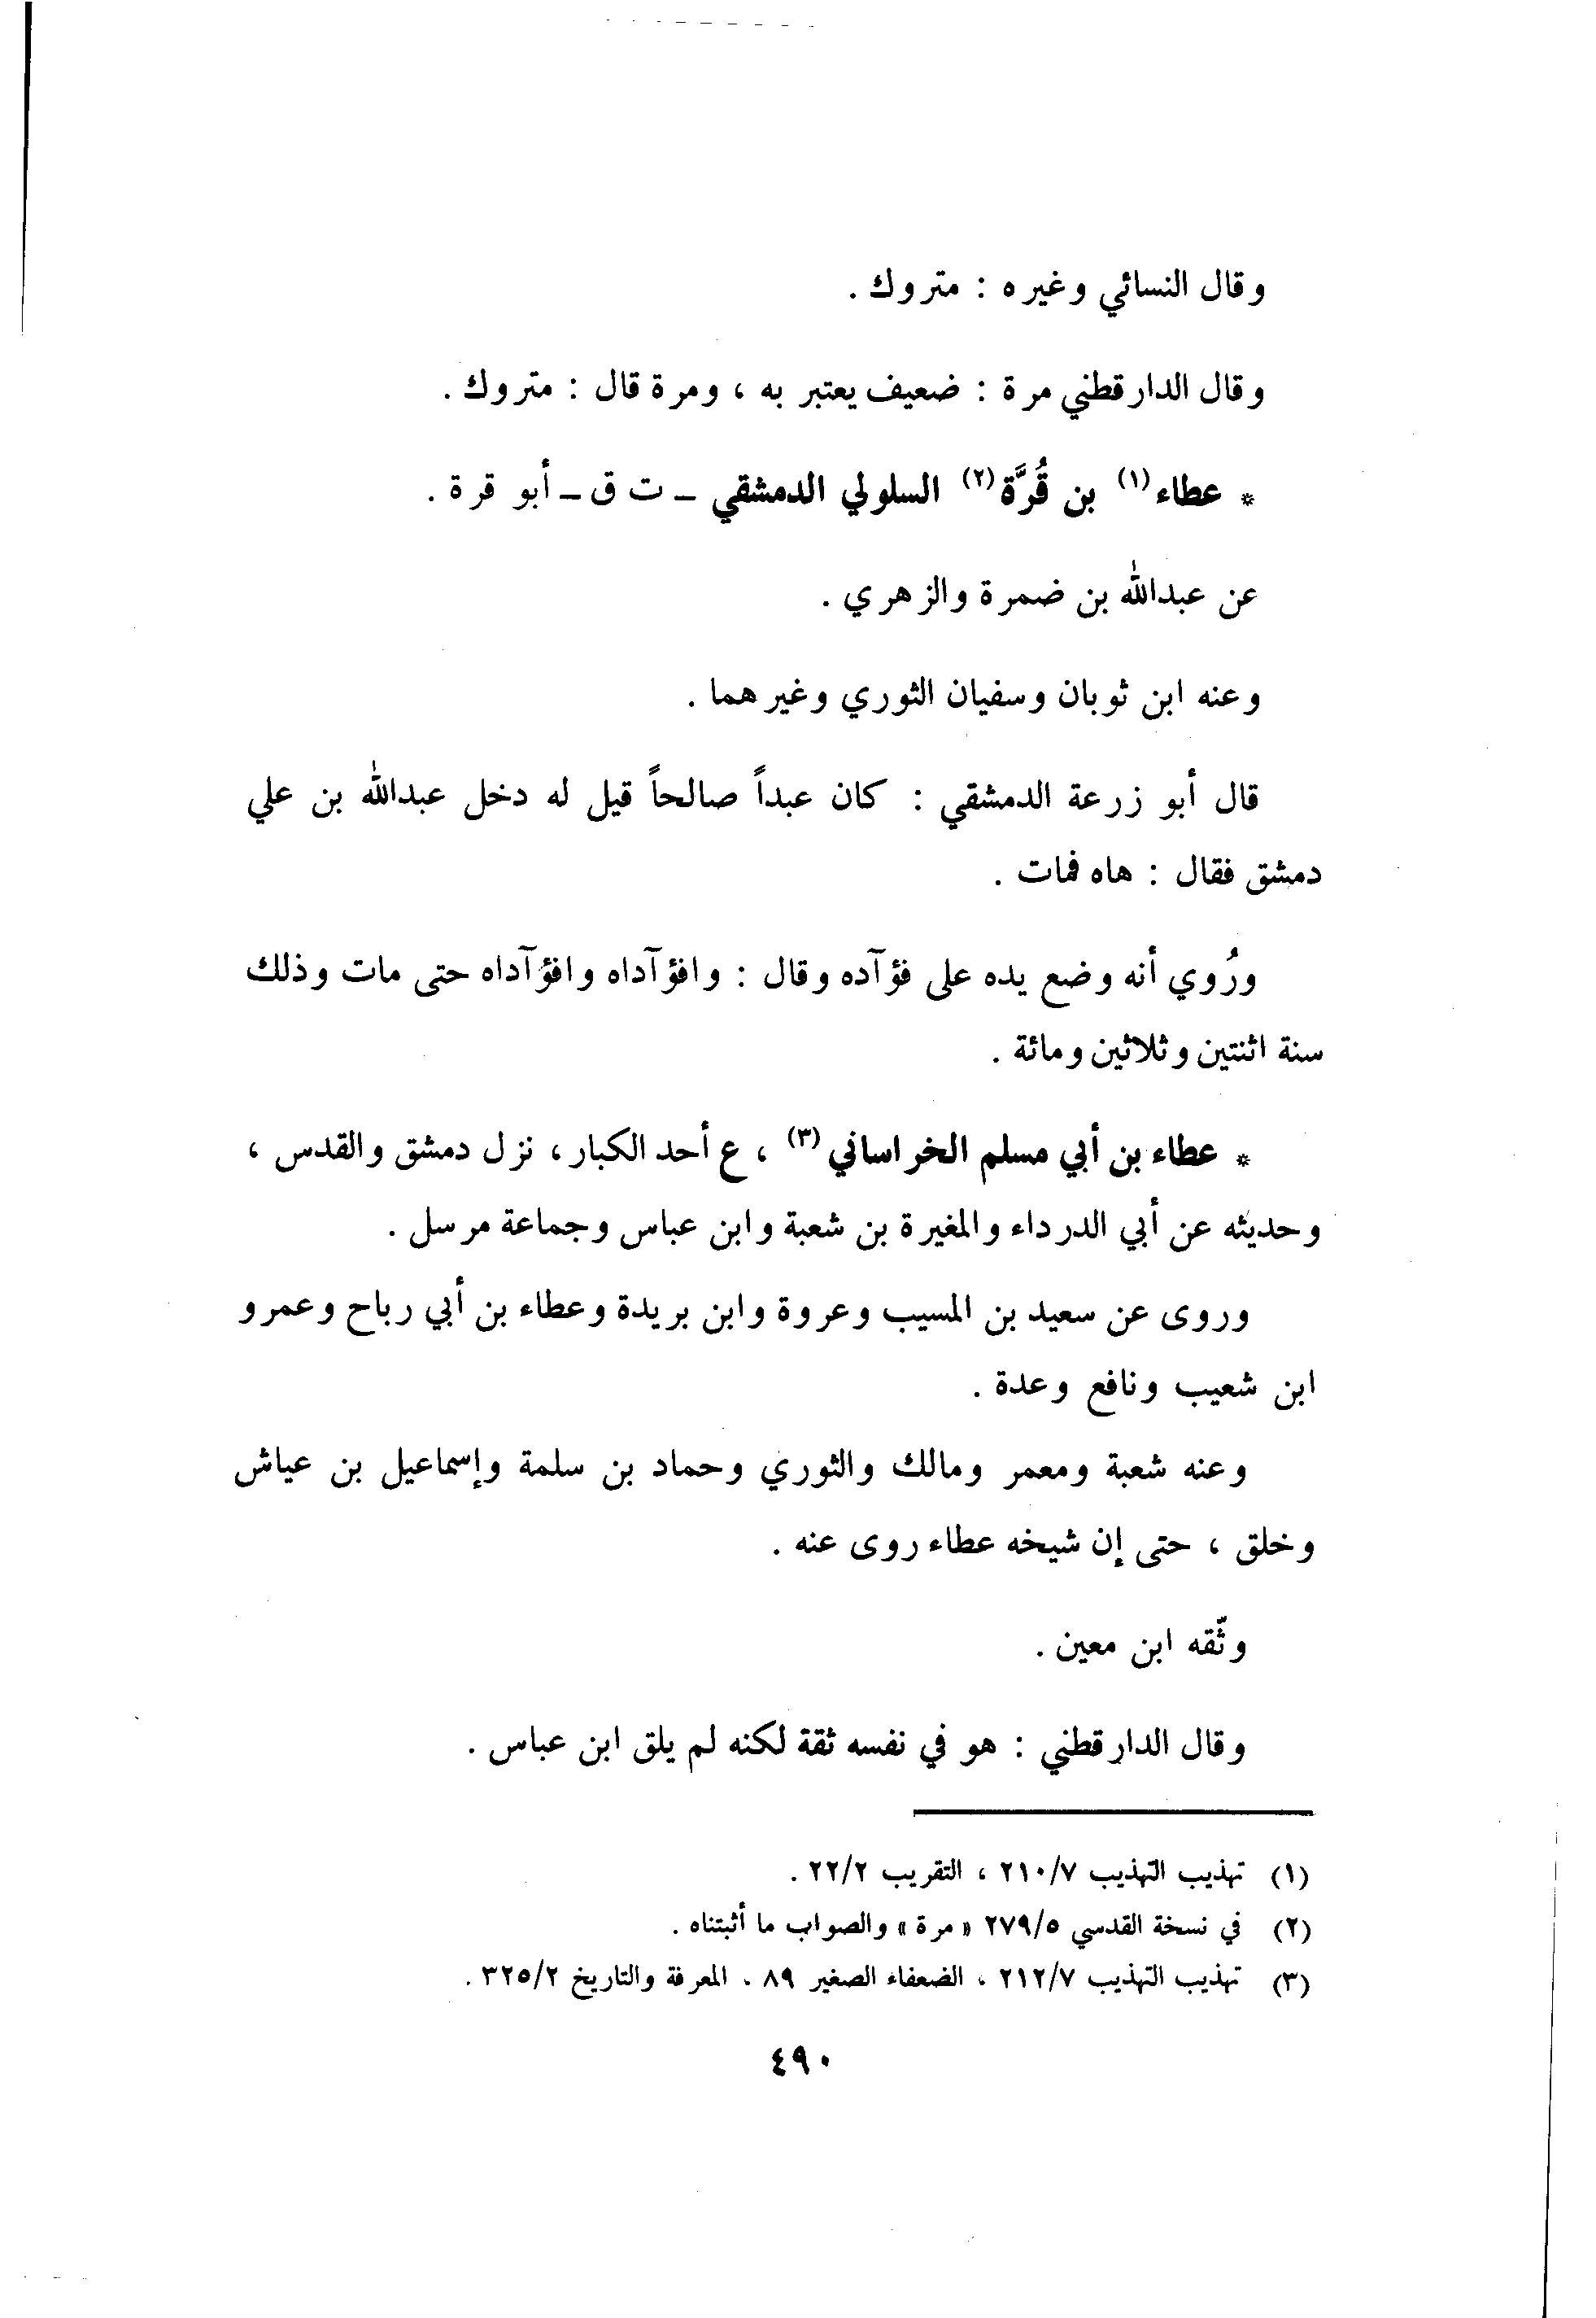 وقال النسائي وغيره : متروك .
وقال الدارقطني مرة : ضعيف يعتبر به ، ومرة قال : متروك .
* عطاء (١) بن قُرَّة (٢) السلولي الدمشقي – ت ق – أبو قرة .
عن عبدالله بن ضمرة والزهري .
وعنه ابن ثوبان وسفيان الثوري وغيرهما .
قال أبو زرعة الدمشقي : كان عبداً صالحاً قيل له دخل عبدالله بن علي
دمشق فقال : هاه فمات .
ورُوي أنه وضع يده على فؤآده وقال : وافؤآداه وافؤآداه حتى مات وذلك
سنة اثنتين وثلاثين ومائة .
* عطاء بن أبي مسلم الخراساني (٣) ، ع أحد الكبار ، نزل دمشق والقدس ،
وحديثه عن أبي الدرداء والمغيرة بن شعبة وابن عباس وجماعة مرسل .
وروى عن سعيد بن المسيب وعروة وابن بريدة وعطاء بن أبي رباح وعمرو
ابن شعيب ونافع وعدة .
وعنه شعبة ومعمر ومالك والثوري وحماد بن سلمة وإسماعيل بن عياش
وخلق ، حتى إن شيخه عطاء روى عنه .
وثّقه ابن معين .
وقال الدارقطني : هو في نفسه ثقة لكنه لم يلق ابن عباس .
(١) تهذيب التهذيب ٢١٠/٧ ، التقريب ٢٢/٢ .
(٢) في نسخة القدسي ٢٧٩/٥ « مرة » والصواب ما أثبتناه .
(٣) تهذيب التهذيب ٢١٢/٧ ، الضعفاء الصغير ٨٩ . المعرفة والتاريخ ٣٢٥/٢ .
٤٩٠